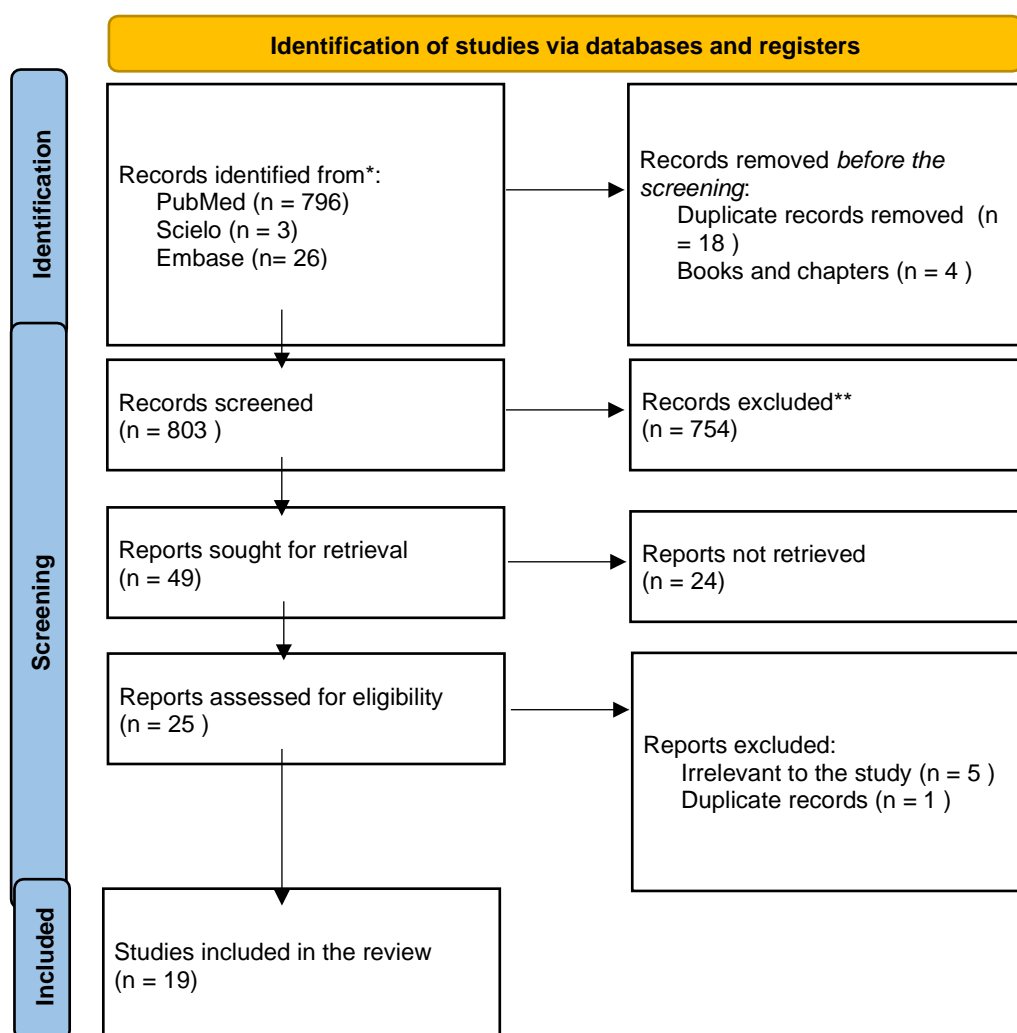 Identification of studies via databases and registers
Identification
Records identified from*:
PubMed (n = 796)
Scielo (n = 3)
Embase (n= 26)
Records removed before the
screening:
Duplicate records removed  (n
= 18 )
Books and chapters (n = 4 )
Screening
Records screened
(n = 803 )
Records excluded**
(n = 754)
Reports sought for retrieval
(n = 49)
Reports not retrieved
(n = 24)
Reports assessed for eligibility
(n = 25 )
Reports excluded:
Irrelevant to the study (n = 5 )
Duplicate records (n = 1 )
Included
Studies included in the review
(n = 19)